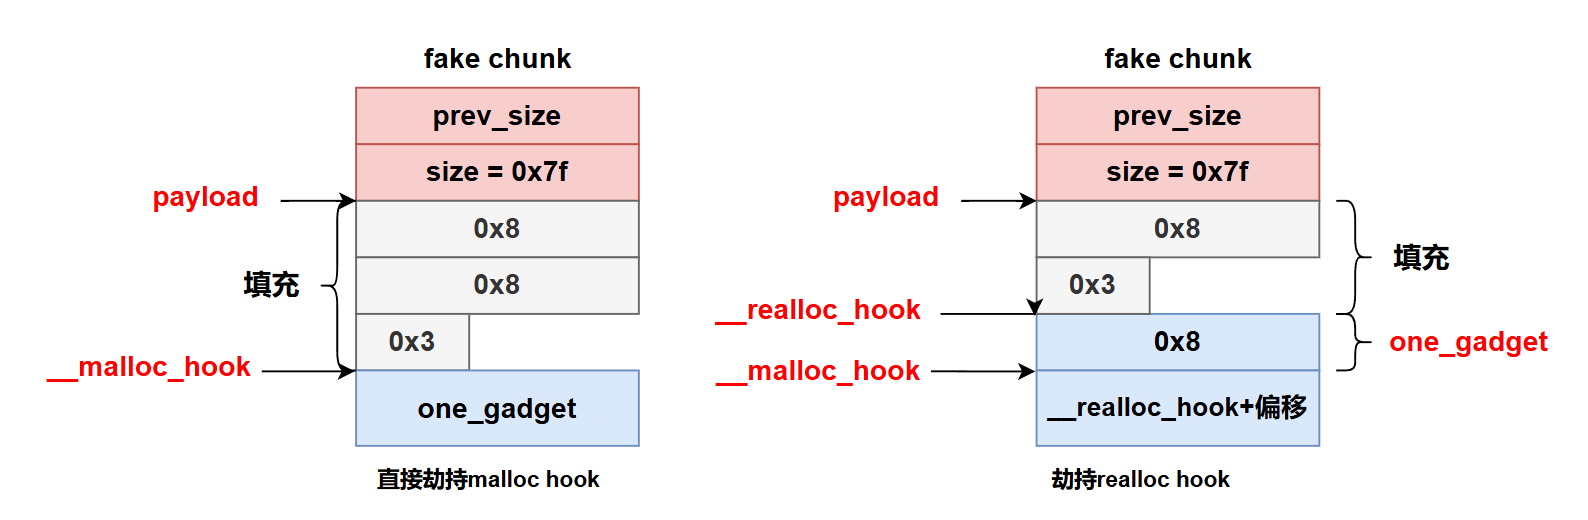 fake chunk
prev_size
size = 0x7f
payload
0x8
填充
0x8
0x3
__malloc_hook
one_gadget
直接劫持malloc hook
fake chunk
prev_size
size = 0x7f
payload
0x8
填充
0x3
__realloc_hook
0x8
one_gadget
__malloc_hook
__realloc_hook+偏移
劫持realloc hook